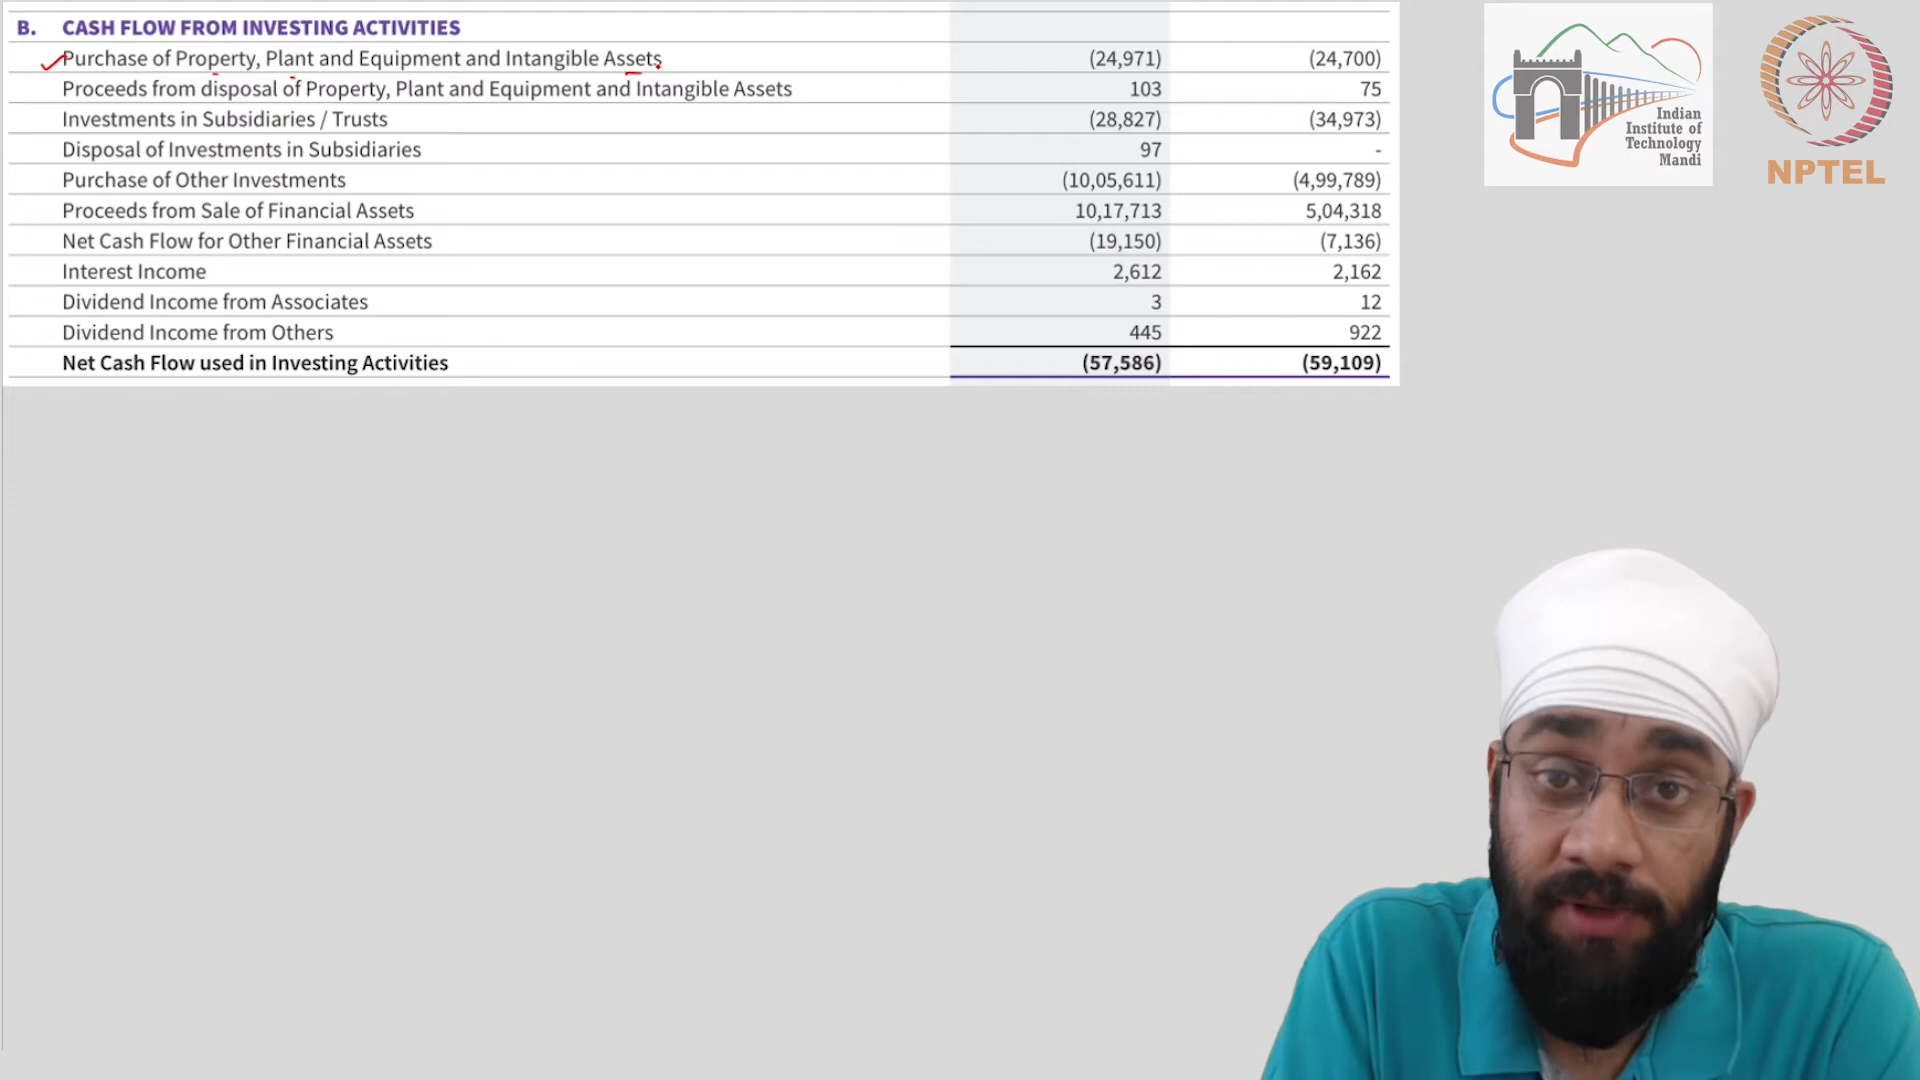 B. CASH FLOW FROM INVESTING ACTIVITIES
Purchase of Property, Plant and Equipment and Intangible Assets (24,971) (24,700)
Proceeds from disposal of Property, Plant and Equipment and Intangible Assets 103 75
Investments in Subsidiaries / Trusts (28,827) (34,973)
Disposal of Investments in Subsidiaries 97 -
Purchase of Other Investments (10,05,611) (4,99,789)
Proceeds from Sale of Financial Assets 10,17,713 5,04,318
Net Cash Flow for Other Financial Assets (19,150) (7,136)
Interest Income 2,612 2,162
Dividend Income from Associates 3 12
Dividend Income from Others 445 922
Net Cash Flow used in Investing Activities (57,586) (59,109)
Indian
Institute of
Technology
Mandi
NPTEL